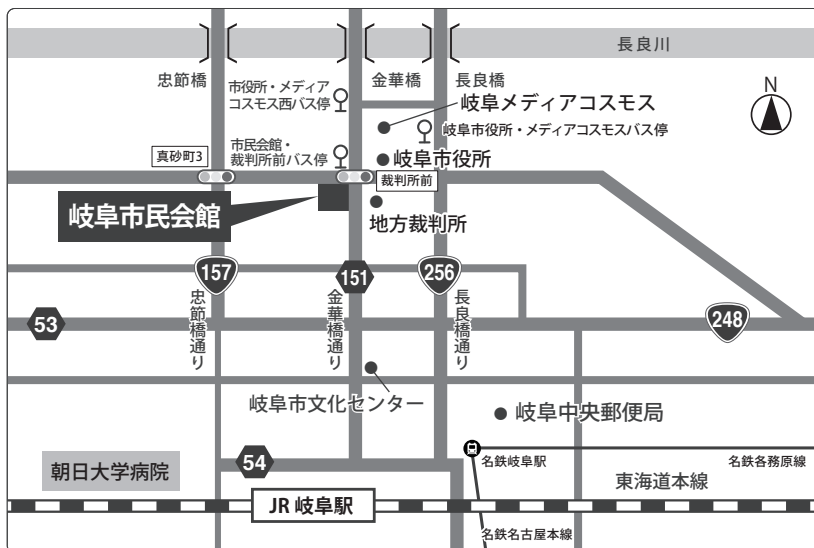 長良川
忠節橋
市役所・メディア
コスモス西バス停
金華橋
長良橋
N
岐阜メディアコスモス
岐阜市役所・メディアコスモスバス停
真砂町3
市民会館・
裁判所前バス停
岐阜市役所
裁判所前
岐阜市民会館
地方裁判所
157
151
256
忠節橋通り
金華橋通り
長良橋通り
53
248
岐阜市文化センター
岐阜中央郵便局
朝日大学病院
54
名鉄岐阜駅
名鉄各務原線
東海道本線
JR 岐阜駅
名鉄名古屋本線